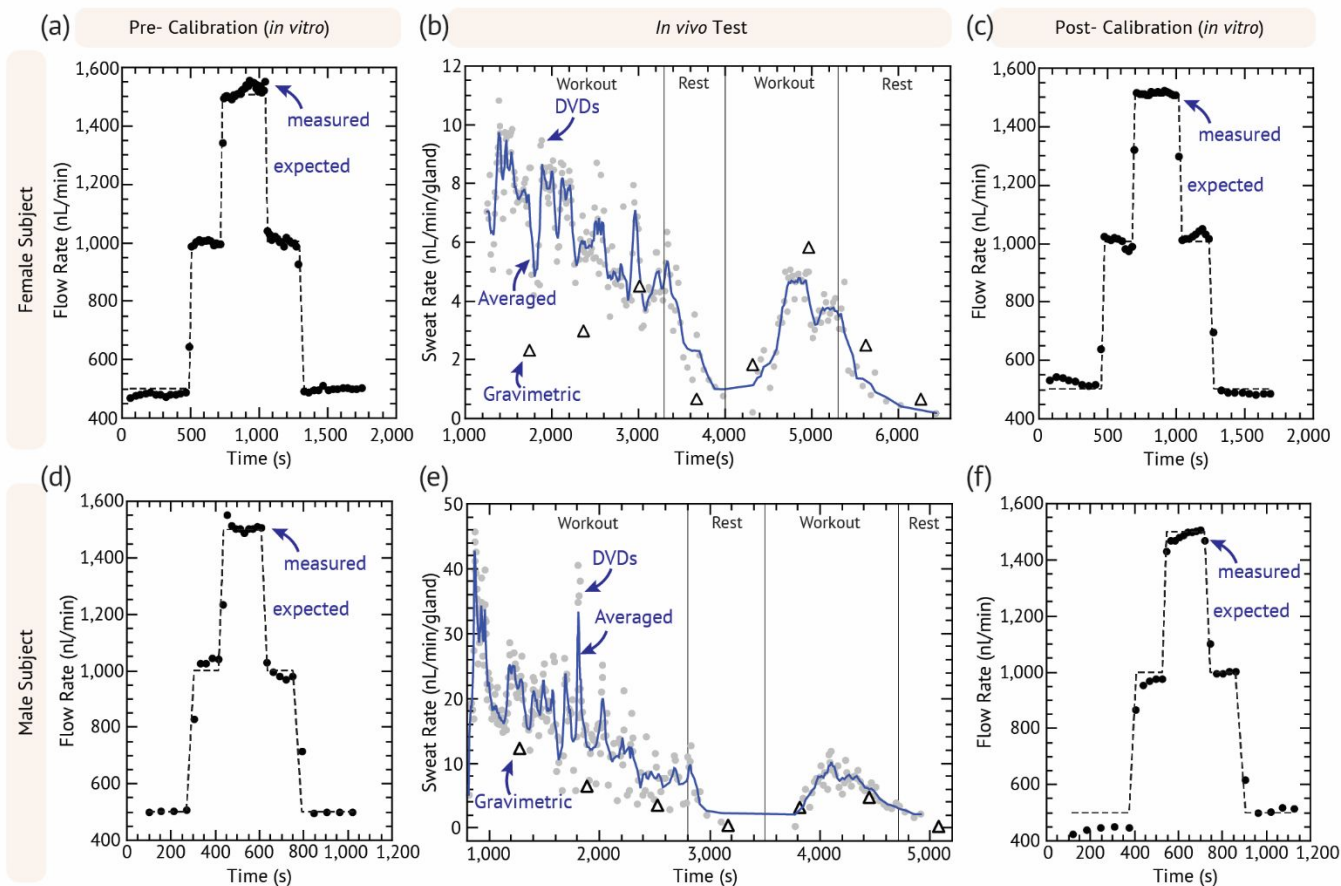 (a)
Pre- Calibration (in vitro)
(b)
In vivo Test
(c)
Post- Calibration (in vitro)
Female Subject
Flow Rate (nL/min)
1,600
1,400
1,200
1,000
800
600
400
0
500
1,000
1,500
2,000
Time (s)
measured
expected
Sweat Rate (nL/min/gland)
12
10
8
6
4
2
0
1,000
2,000
3,000
4,000
5,000
6,000
Time(s)
Workout
Rest
Workout
Rest
DVDs
Averaged
Gravimetric
Flow Rate (nL/min)
1,600
1,400
1,200
1,000
800
600
400
0
500
1,000
1,500
2,000
Time (s)
measured
expected
(d)
(e)
(f)
Male Subject
Flow Rate (nL/min)
1,600
1,400
1,200
1,000
800
600
400
0
200
400
600
800
1,000
1,200
Time (s)
measured
expected
Sweat Rate (nL/min/gland)
50
40
30
20
10
0
1,000
2,000
3,000
4,000
5,000
Time (s)
Workout
Rest
Workout
Rest
DVDs
Averaged
Gravimetric
Flow Rate (nL/min)
1,600
1,400
1,200
1,000
800
600
400
0
200
400
600
800
1,000
1,200
Time (s)
measured
expected